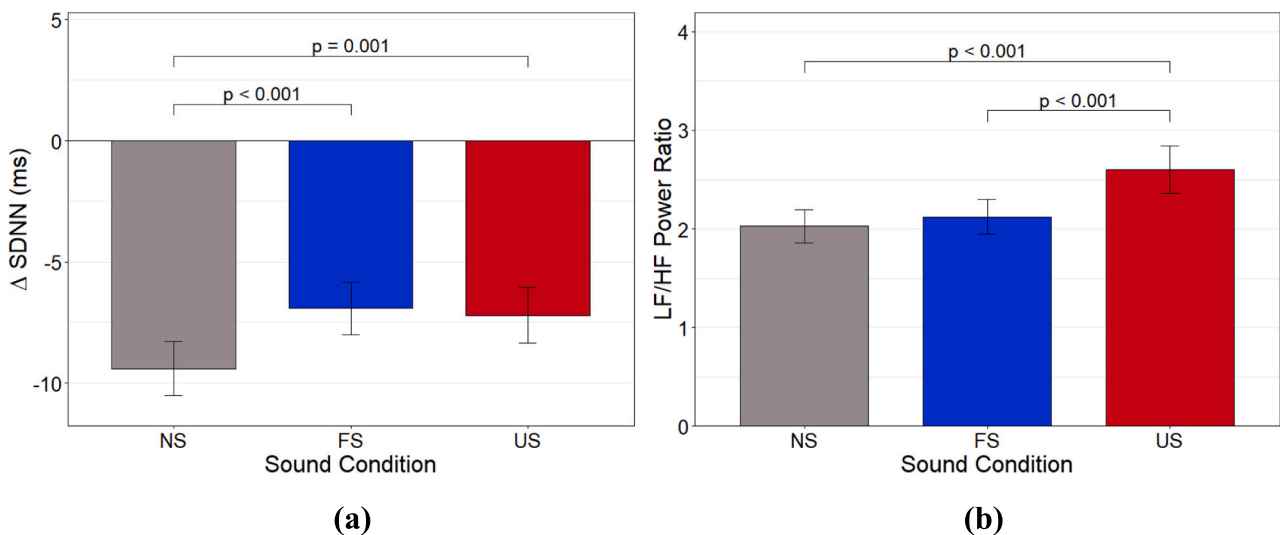 5
0
-5
-10
Δ SDNN (ms)
p = 0.001
p < 0.001
NS FS US
Sound Condition
(a)
4
3
2
1
0
LF/HF Power Ratio
p < 0.001
p < 0.001
NS FS US
Sound Condition
(b)